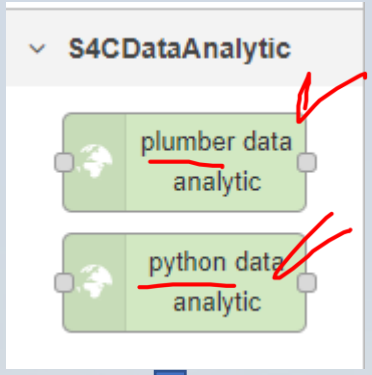 S4CDataAnalytic
plumber data
analytic
python data
analytic